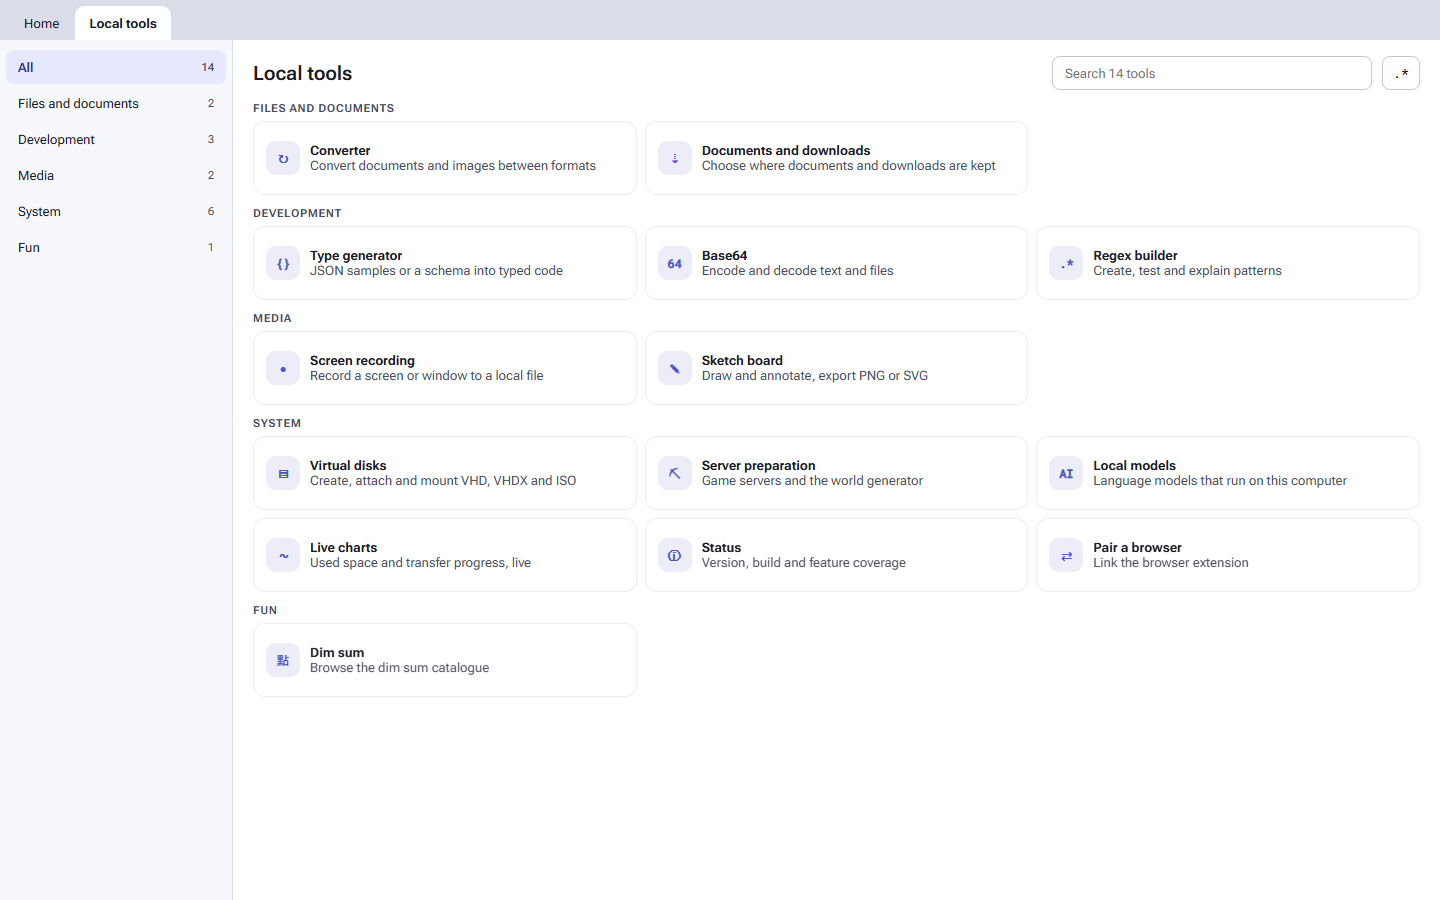 Home
Local tools
All 14
Files and documents 2
Development 3
Media 2
System 6
Fun 1
Local tools
Search 14 tools
.*
FILES AND DOCUMENTS
↻
Converter
Convert documents and images between formats
⇣
Documents and downloads
Choose where documents and downloads are kept
DEVELOPMENT
{}
Type generator
JSON samples or a schema into typed code
64
Base64
Encode and decode text and files
.*
Regex builder
Create, test and explain patterns
MEDIA
●
Screen recording
Record a screen or window to a local file
✎
Sketch board
Draw and annotate, export PNG or SVG
SYSTEM
⊟
Virtual disks
Create, attach and mount VHD, VHDX and ISO
⛏
Server preparation
Game servers and the world generator
AI
Local models
Language models that run on this computer
~
Live charts
Used space and transfer progress, live
ⓘ
Status
Version, build and feature coverage
⇄
Pair a browser
Link the browser extension
FUN
點
Dim sum
Browse the dim sum catalogue